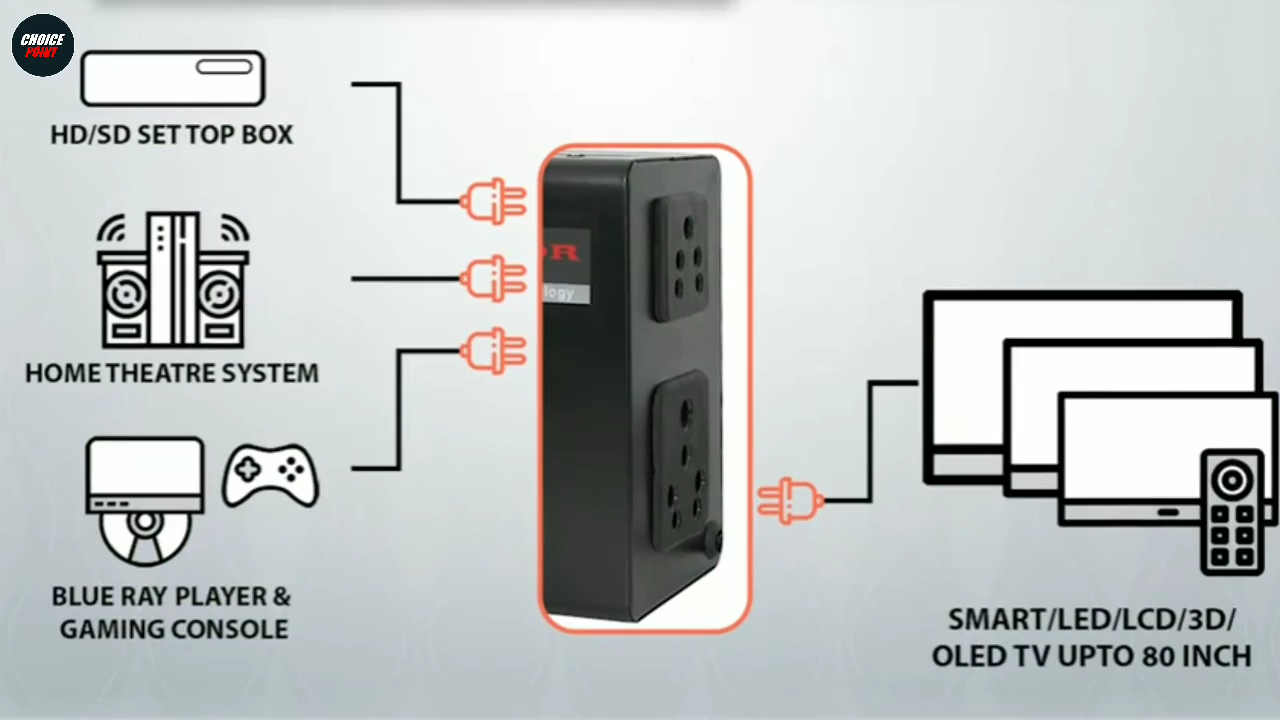 CHOICE
POINT
HD/SD SET TOP BOX
HOME THEATRE SYSTEM
BLUE RAY PLAYER &
GAMING CONSOLE
SMART/LED/LCD/3D/
OLED TV UPTO 80 INCH